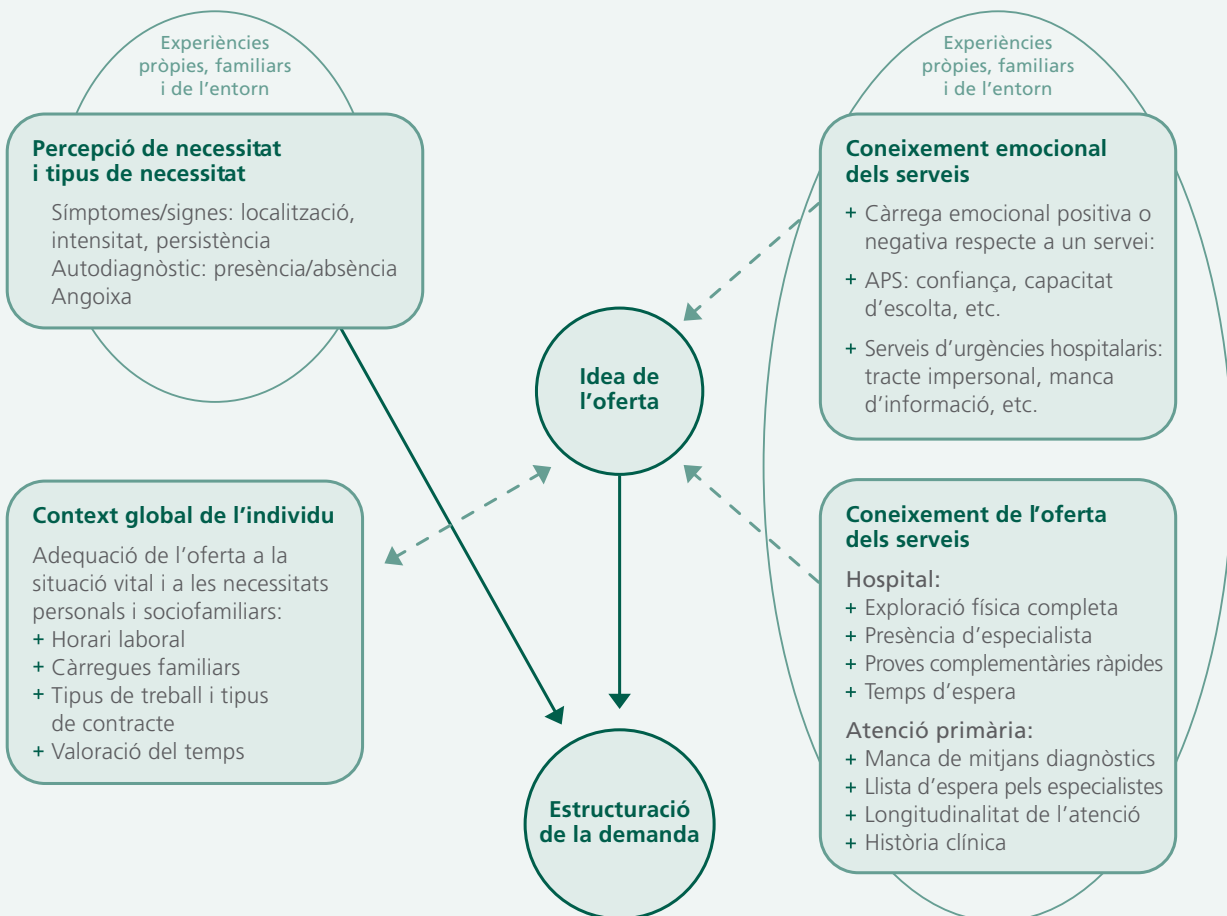 Experiències
pròpies, familiars
i de l'entorn
Percepció de necessitat
i tipus de necessitat
Símptomes/signes: localització,
intensitat, persistència
Autodiagnòstic: presència/absència
Angoixa
Context global de l'individu
Adequació de l'oferta a la
situació vital i a les necessitats
personals i sociofamiliars:
+ Horari laboral
+ Càrregues familiars
+ Tipus de treball i tipus
de contracte
+ Valoració del temps
Idea de
l'oferta
Estructuració
de la demanda
Experiències
pròpies, familiars
i de l'entorn
Coneixement emocional
dels serveis
+ Càrrega emocional positiva o
negativa respecte a un servei:
+ APS: confiança, capacitat
d'escolta, etc.
+ Serveis d'urgències hospitalaris:
tracte impersonal, manca
d'informació, etc.
Coneixement de l'oferta
dels serveis
Hospital:
+ Exploració física completa
+ Presència d'especialista
+ Proves complementàries ràpides
+ Temps d'espera
Atenció primària:
+ Manca de mitjans diagnòstics
+ Llista d'espera pels especialistes
+ Longitudinalitat de l'atenció
+ Història clínica